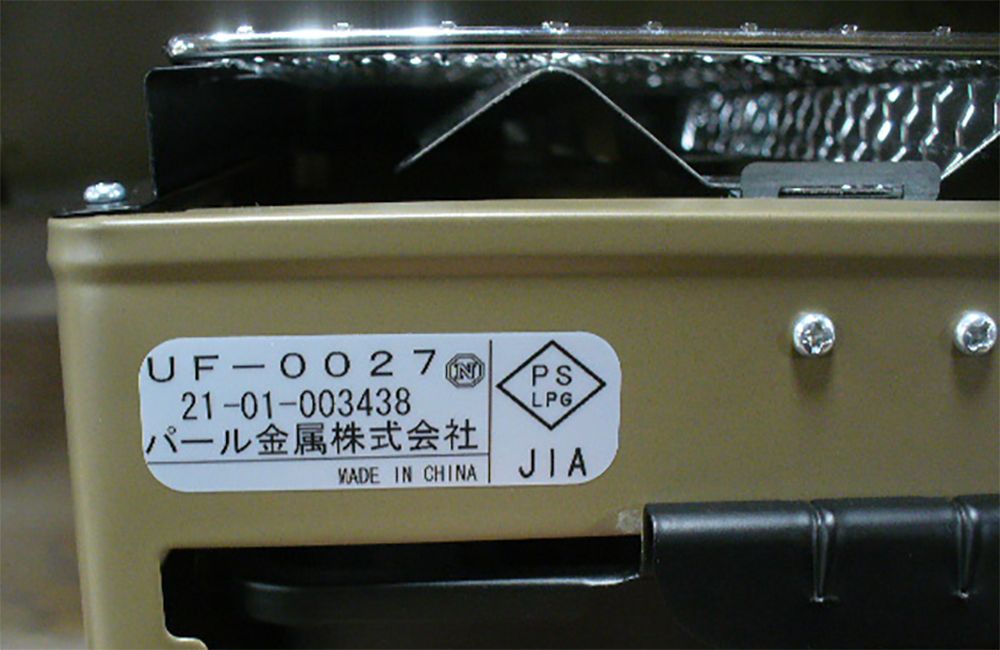 UF-0027 N
21-01-003438
パール金属株式会社
MADE IN CHINA
PS
LPG
JIA